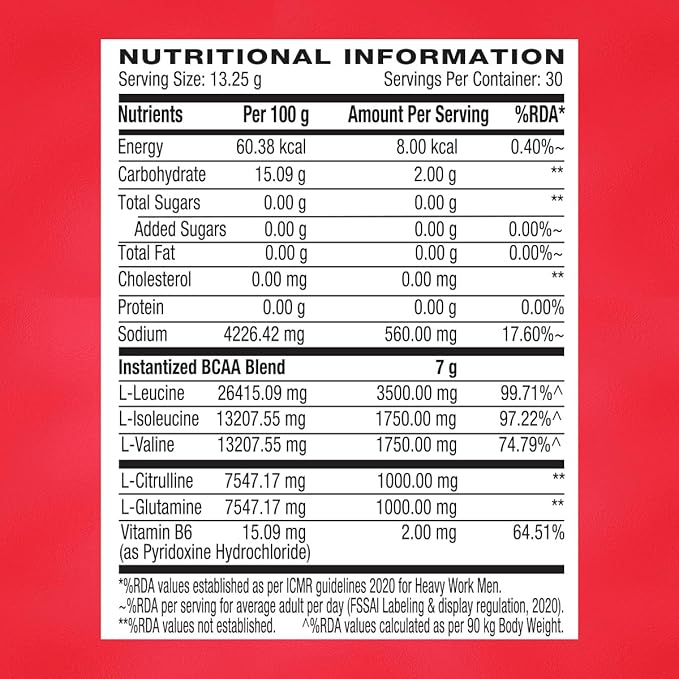 NUTRITIONAL INFORMATION
Serving Size: 13.25 g Servings Per Container: 30
Nutrients Per 100 g Amount Per Serving %RDA*
Energy 60.38 kcal 8.00 kcal 0.40%~
Carbohydrate 15.09 g 2.00 g **
Total Sugars 0.00 g 0.00 g **
Added Sugars 0.00 g 0.00 g 0.00%~
Total Fat 0.00 g 0.00 g 0.00%~
Cholesterol 0.00 mg 0.00 mg **
Protein 0.00 g 0.00 g 0.00%
Sodium 4226.42 mg 560.00 mg 17.60%~
Instantized BCAA Blend 7 g
L-Leucine 26415.09 mg 3500.00 mg 99.71%^
L-Isoleucine 13207.55 mg 1750.00 mg 97.22%^
L-Valine 13207.55 mg 1750.00 mg 74.79%^
L-Citrulline 7547.17 mg 1000.00 mg **
L-Glutamine 7547.17 mg 1000.00 mg **
Vitamin B6 15.09 mg 2.00 mg 64.51%
(as Pyridoxine Hydrochloride)
*%RDA values established as per ICMR guidelines 2020 for Heavy Work Men.
~%RDA per serving for average adult per day (FSSAI Labeling & display regulation, 2020).
**%RDA values not established. ^%RDA values calculated as per 90 kg Body Weight.